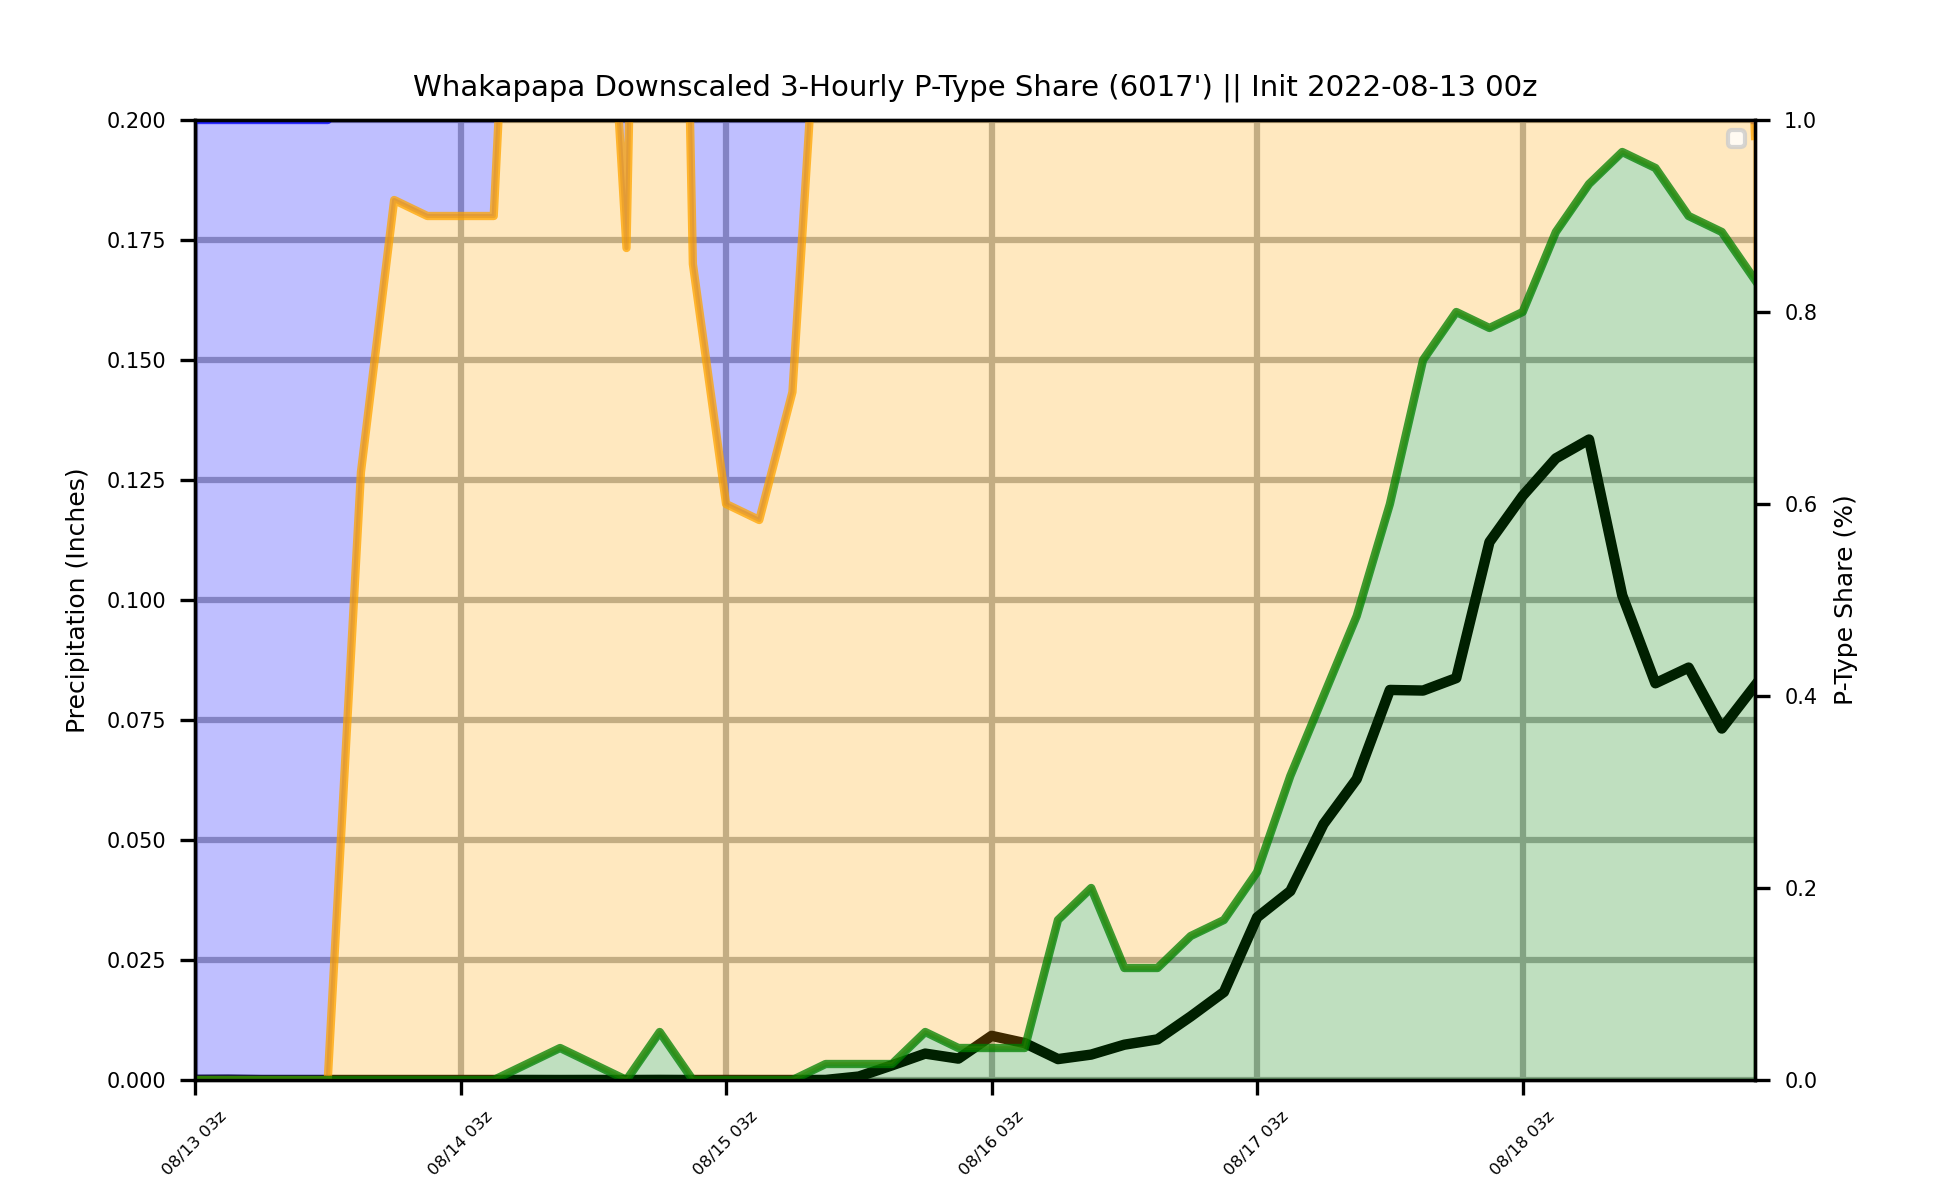 Whakapapa Downscaled 3-Hourly P-Type Share (6017') || Init 2022-08-13 00z
Precipitation (Inches)
0.200
0.175
0.150
0.125
0.100
0.075
0.050
0.025
0.000
1.0
0.8
0.6
0.4
0.2
0.0
P-Type Share (%)
08/13 03z
08/14 03z
08/15 03z
08/16 03z
08/17 03z
08/18 03z